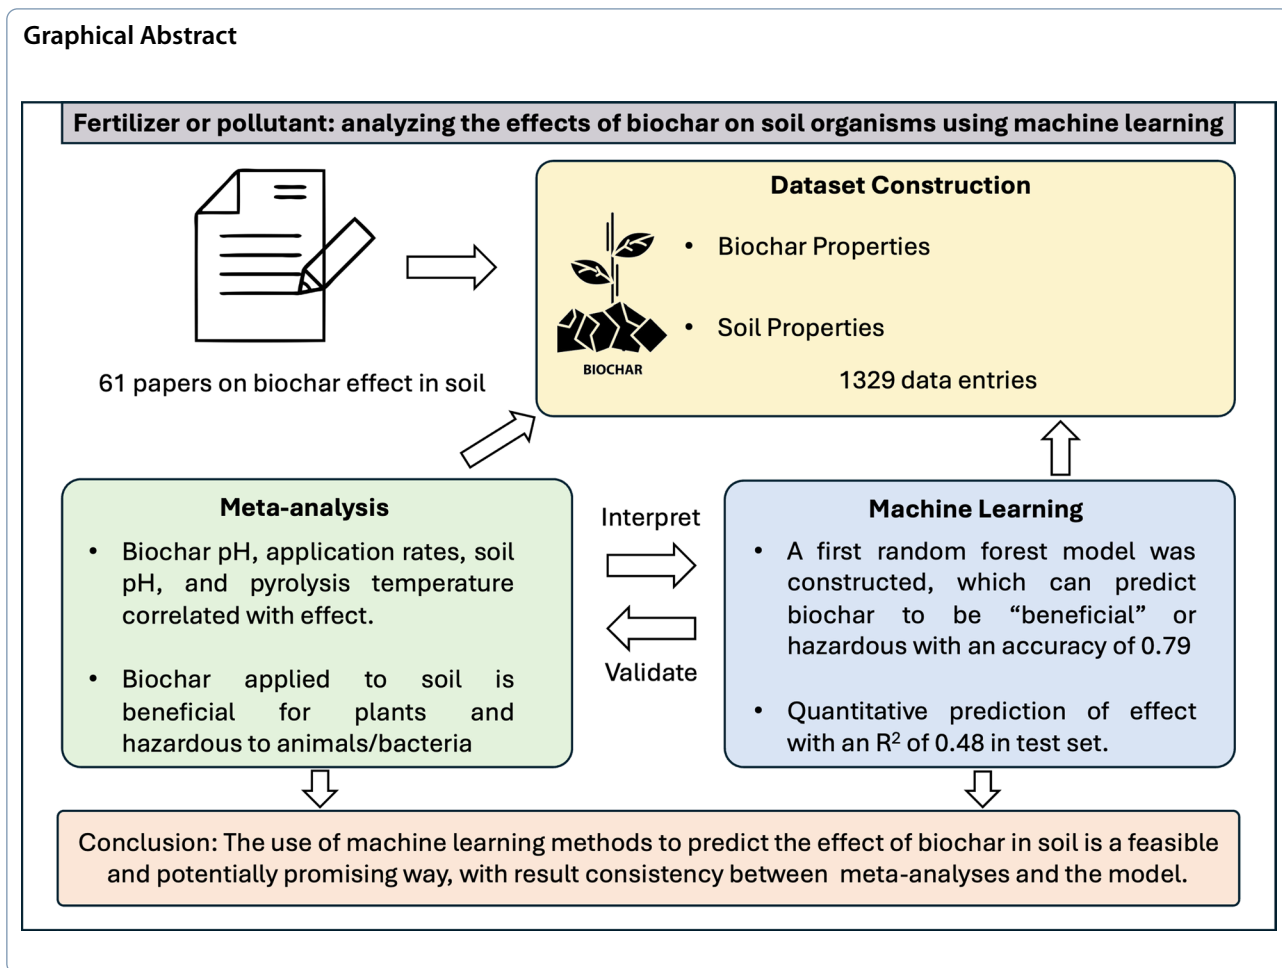 Graphical Abstract
Fertilizer or pollutant: analyzing the effects of biochar on soil organisms using machine learning
Dataset Construction
• Biochar Properties
• Soil Properties
BIOCHAR
1329 data entries
61 papers on biochar effect in soil
Meta-analysis
• Biochar pH, application rates, soil
pH, and pyrolysis temperature
correlated with effect.
• Biochar applied to soil is
beneficial for plants and
hazardous to animals/bacteria
Interpret
Validate
Machine Learning
• A first random forest model was
constructed, which can predict
biochar to be “beneficial” or
hazardous with an accuracy of 0.79
• Quantitative prediction of effect
with an R² of 0.48 in test set.
Conclusion: The use of machine learning methods to predict the effect of biochar in soil is a feasible
and potentially promising way, with result consistency between meta-analyses and the model.